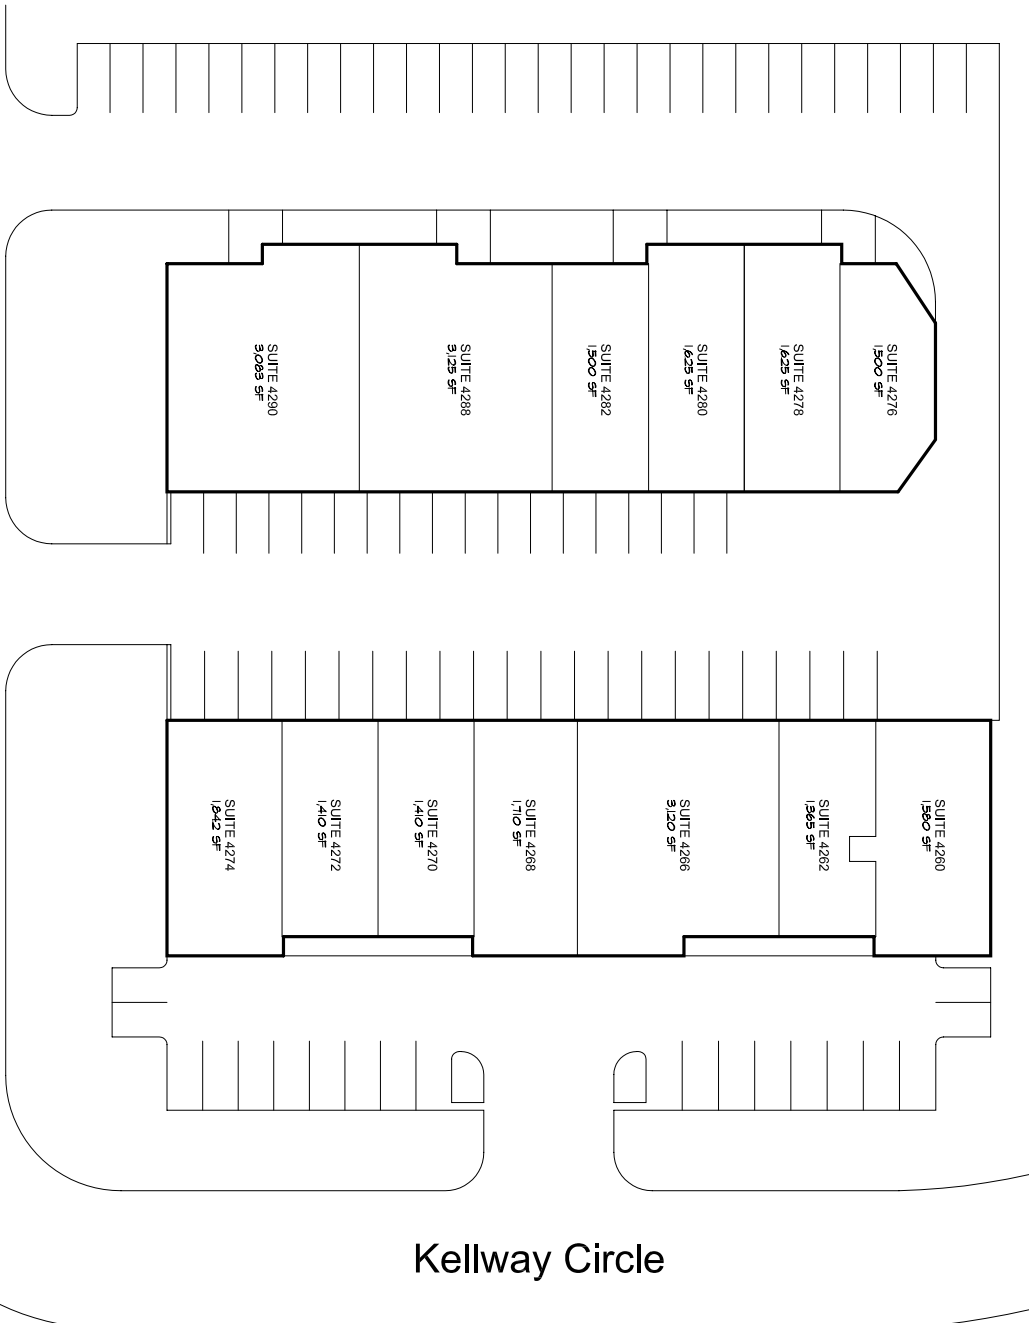 SUITE 4290
3,083 SF
SUITE 4288
3,125 SF
SUITE 4282
1,500 SF
SUITE 4280
1,625 SF
SUITE 4278
1,625 SF
SUITE 4276
1,500 SF
SUITE 4274
1,842 SF
SUITE 4272
1,410 SF
SUITE 4270
1,410 SF
SUITE 4268
1,710 SF
SUITE 4266
3,120 SF
SUITE 4262
1,365 SF
SUITE 4260
1,580 SF
Kellway Circle